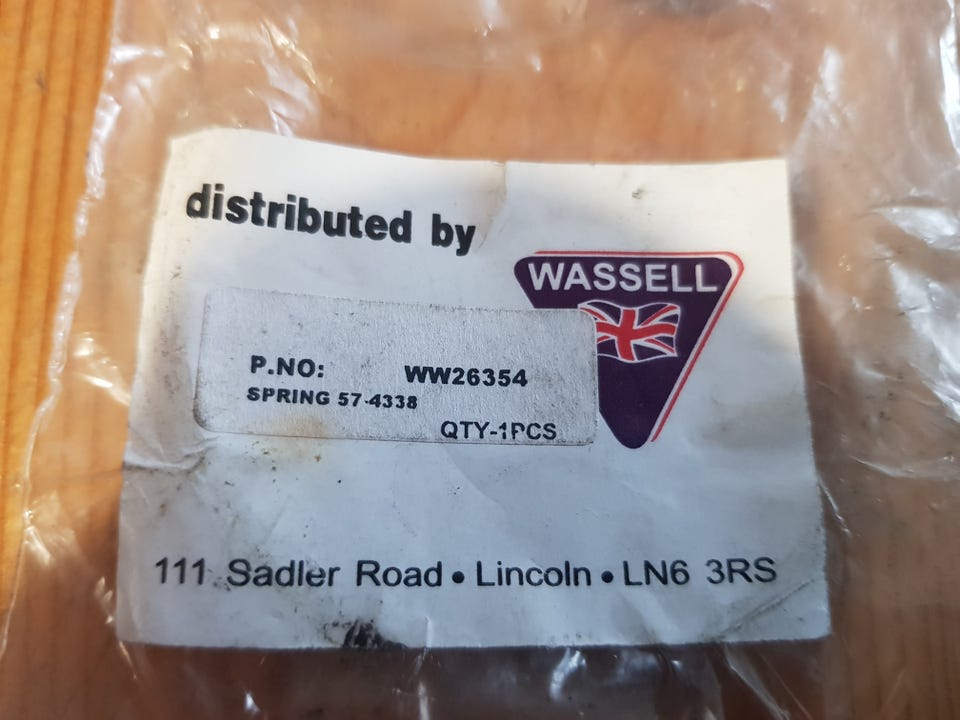 distributed by
WASSELL
P.NO: WW26354
SPRING 57-4338
QTY-1PCS
111 Sadler Road • Lincoln • LN6 3RS